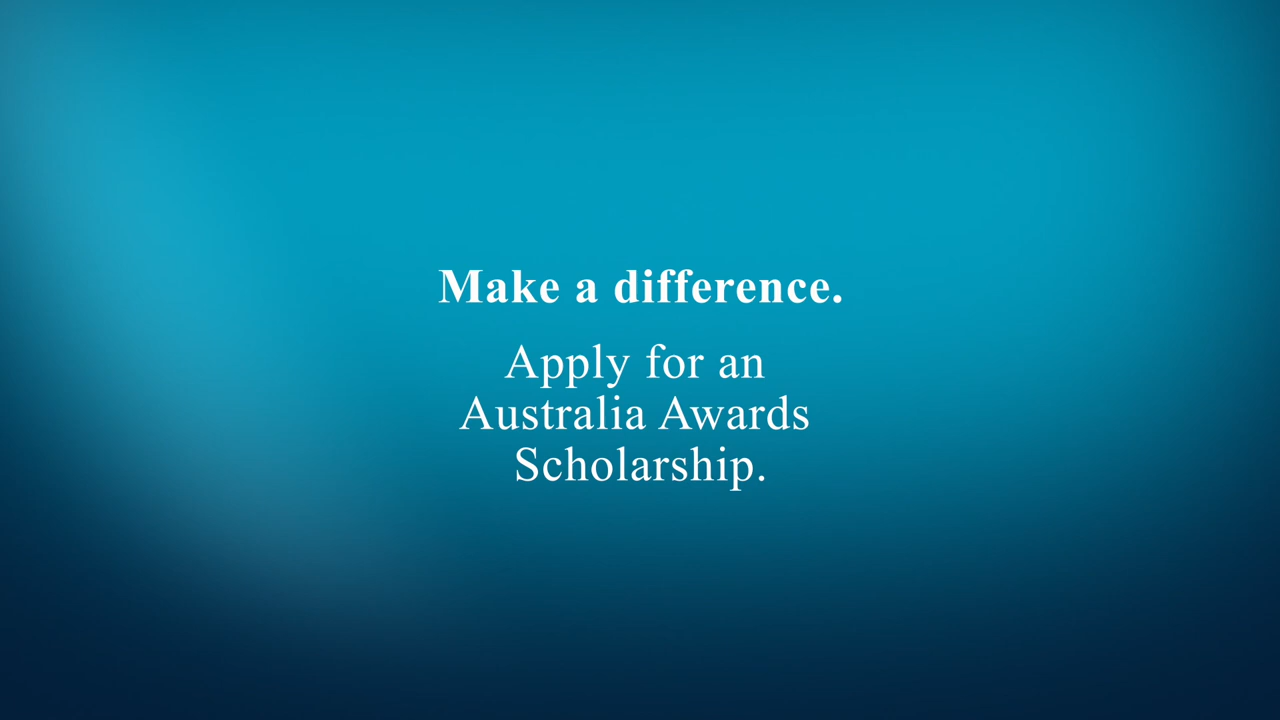 Make a difference.
Apply for an
Australia Awards
Scholarship.